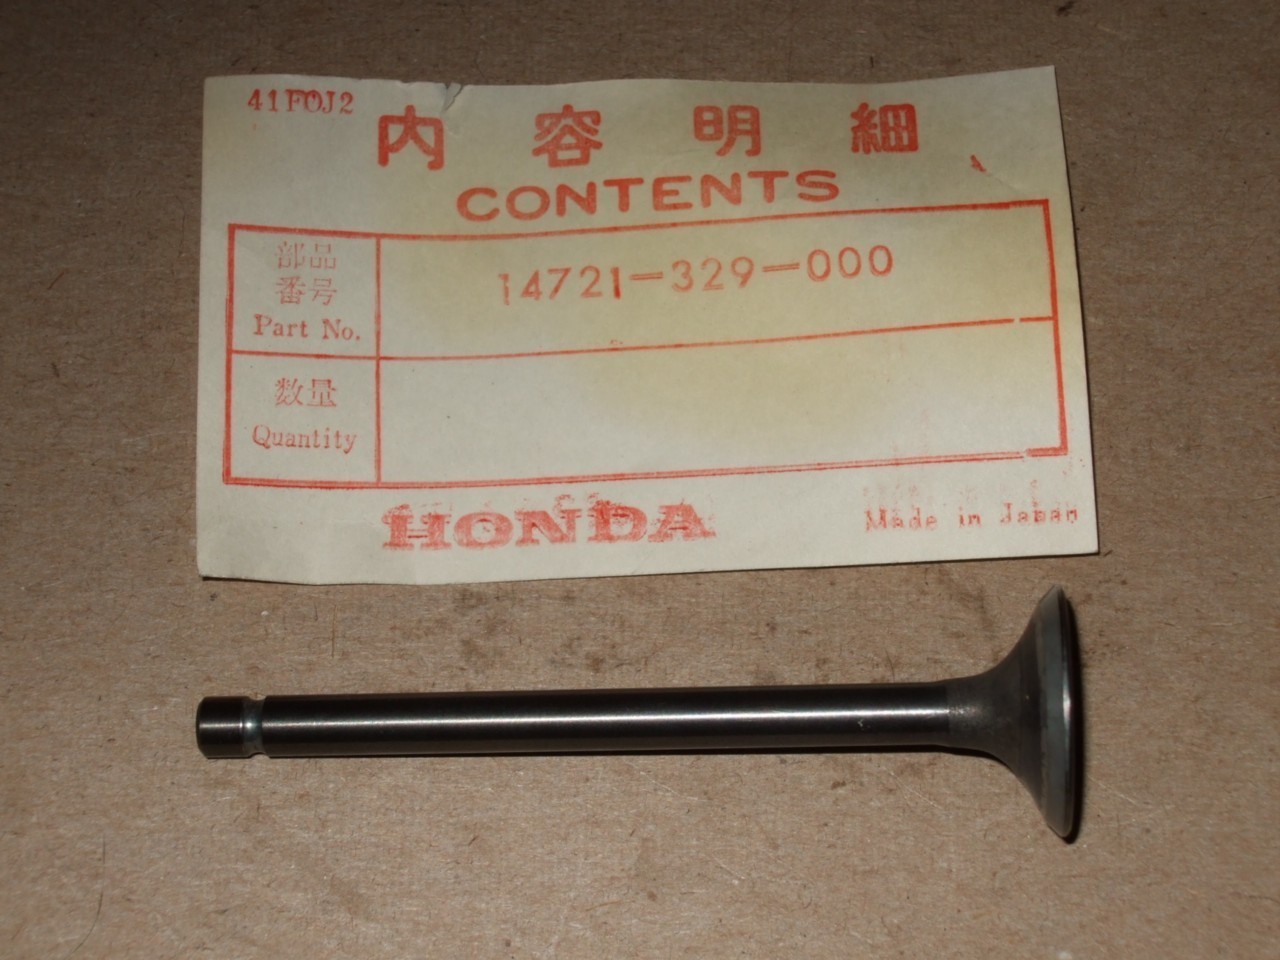 41FOJ2
内容明細
CONTENTS
部品
番号
Part No.
14721-329-000
数量
Quantity
HONDA
Made in Japan